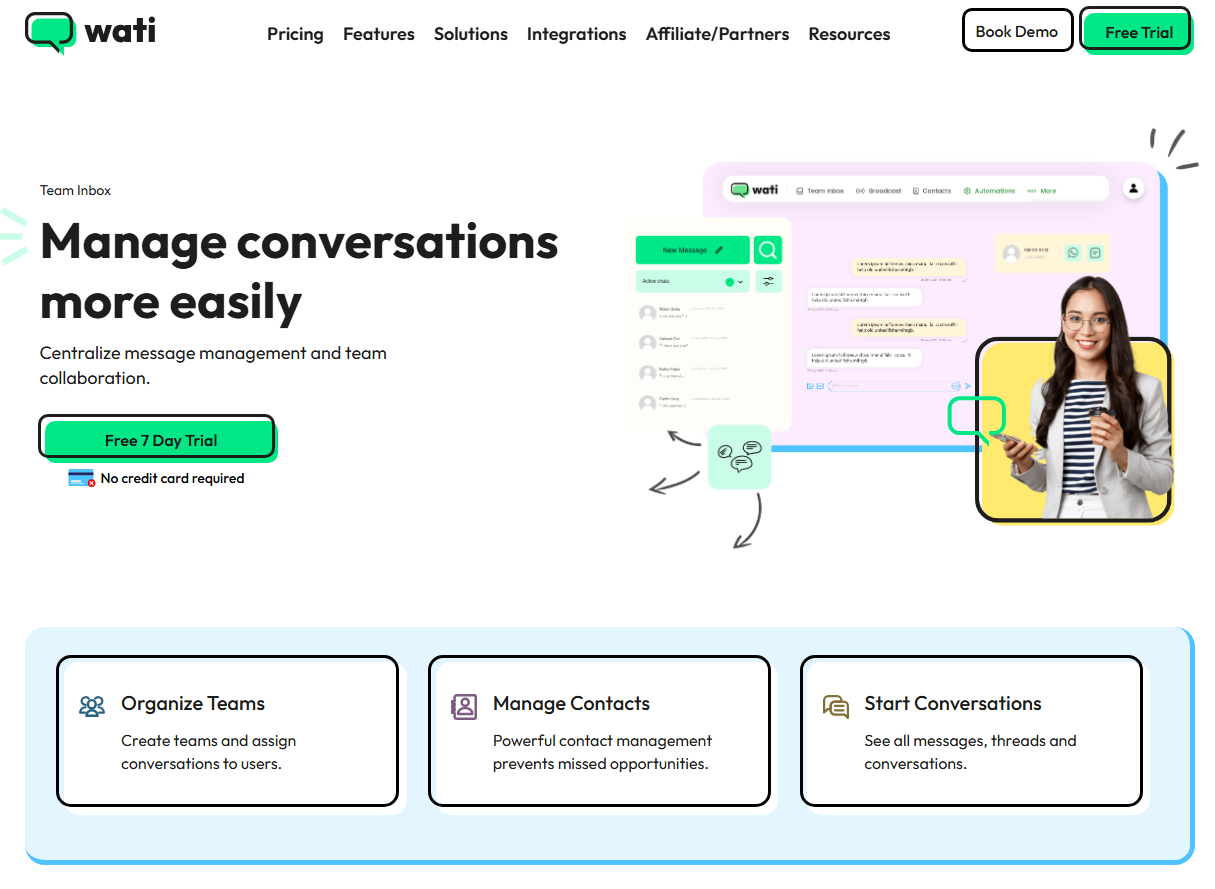 wati
Pricing
Features
Solutions
Integrations
Affiliate/Partners
Resources
Book Demo
Free Trial
Team Inbox
Manage conversations
more easily
Centralize message management and team
collaboration.
Free 7 Day Trial
No credit card required
wati
Team Inbox
Broadcast
Contacts
Automations
More
New Message
Active chats
Organize Teams
Create teams and assign
conversations to users.
Manage Contacts
Powerful contact management
prevents missed opportunities.
Start Conversations
See all messages, threads and
conversations.